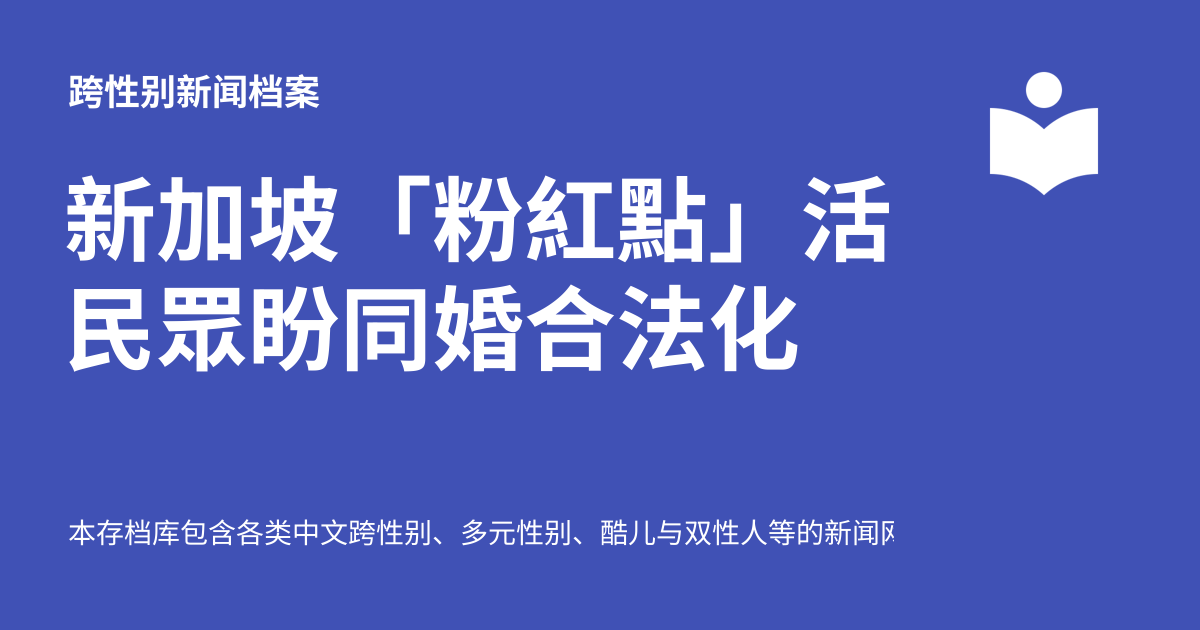 跨性别新闻档案
新加坡「粉紅點」活
民眾盼同婚合法化
本存档库包含各类中文跨性别、多元性别、酷儿与双性人等的新闻